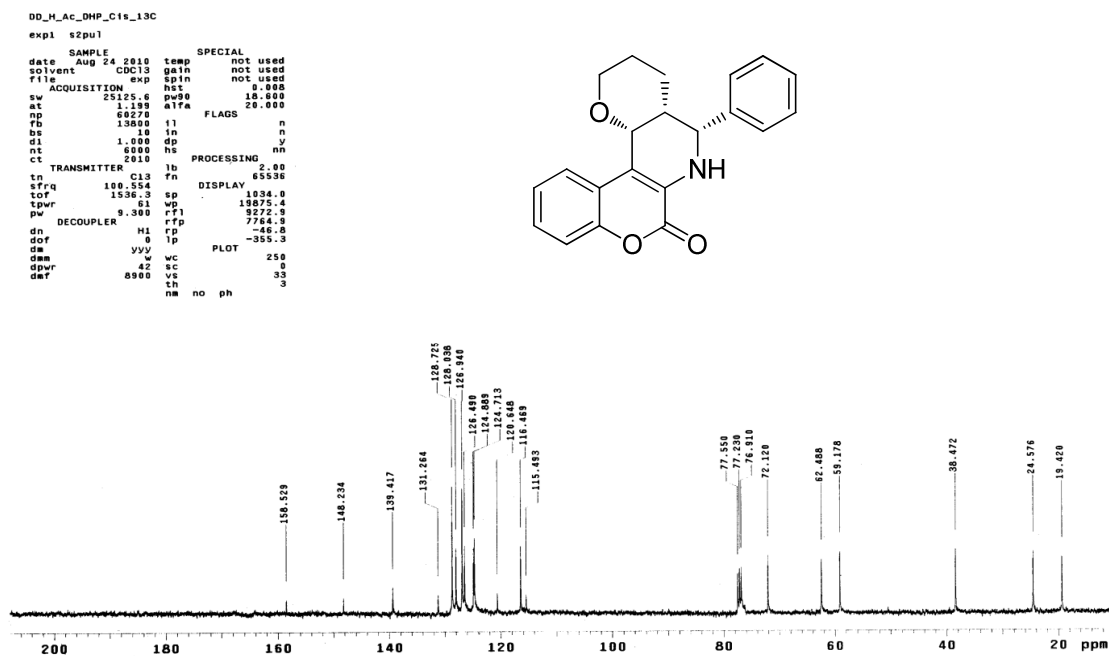 DD_H_Ac_DHP_Cis_13C
exp1 s2pul
SAMPLE SPECIAL
date Aug 24 2010 temp not used
solvent CDCl3 gain not used
file exp spin not used
ACQUISITION hst 0.008
sw 25125.6 pw90 18.600
at 1.199 alfa 20.000
np 60270 FLAGS
fb 13800 il n
bs 10 in n
d1 1.000 dp y
nt 6000 hs nn
ct 2010 PROCESSING
TRANSMITTER lb 2.00
tn C13 fn 65536
sfrq 100.554 DISPLAY
tof 1536.3 sp 1034.0
tpwr 61 wp 19875.4
pw 9.300 rfl 9272.9
DECOUPLER rfp 7764.9
dn H1 rp -46.8
dof 0 lp -355.3
dm yyy PLOT
dmm w wc 250
dpwr 42 sc 0
dmf 8900 vs 33
th 3
nm no ph
O
NH
O
O
158.529
148.234
139.417
131.264
128.725
128.036
126.940
126.490
124.889
124.713
120.648
116.469
115.493
77.550
77.230
76.910
72.120
62.488
59.178
38.472
24.576
19.420
200 180 160 140 120 100 80 60 40 20 ppm